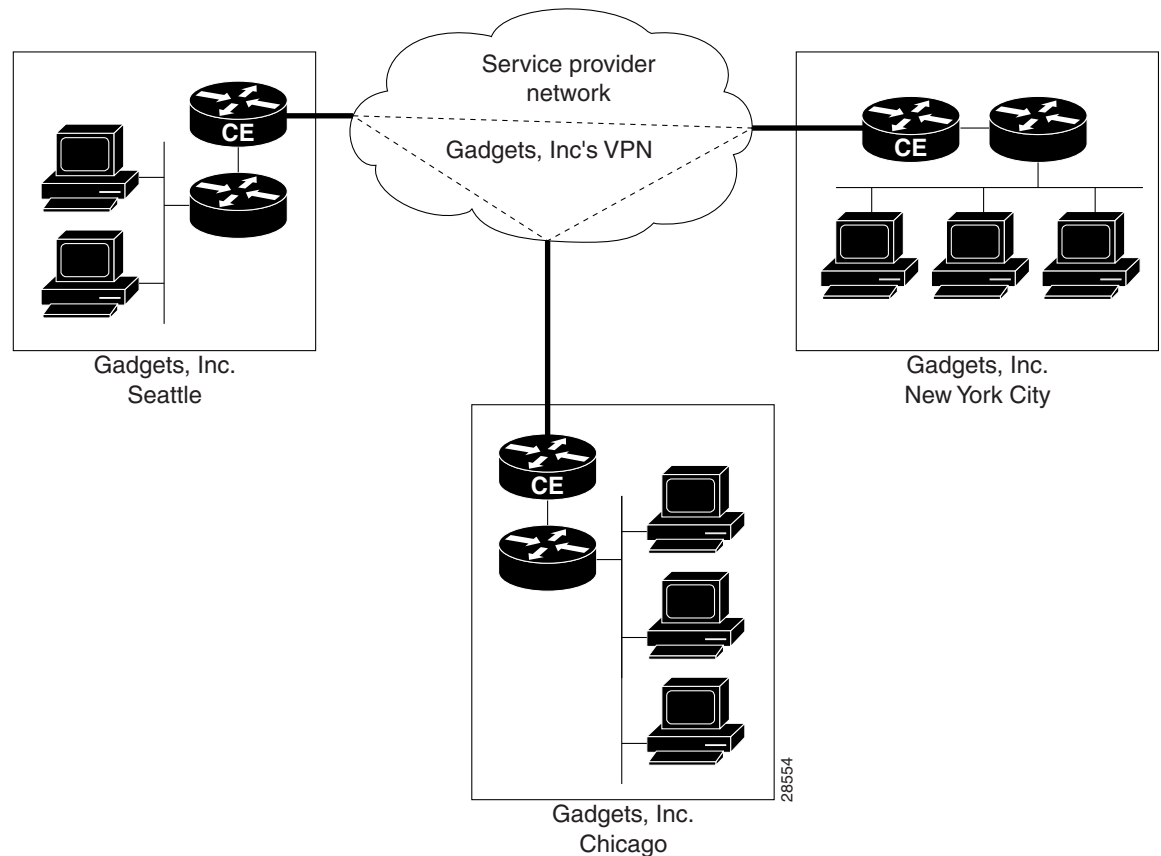 Service provider
network
Gadgets, Inc's VPN
CE
CE
Gadgets, Inc.
Seattle
Gadgets, Inc.
New York City
CE
28554
Gadgets, Inc.
Chicago